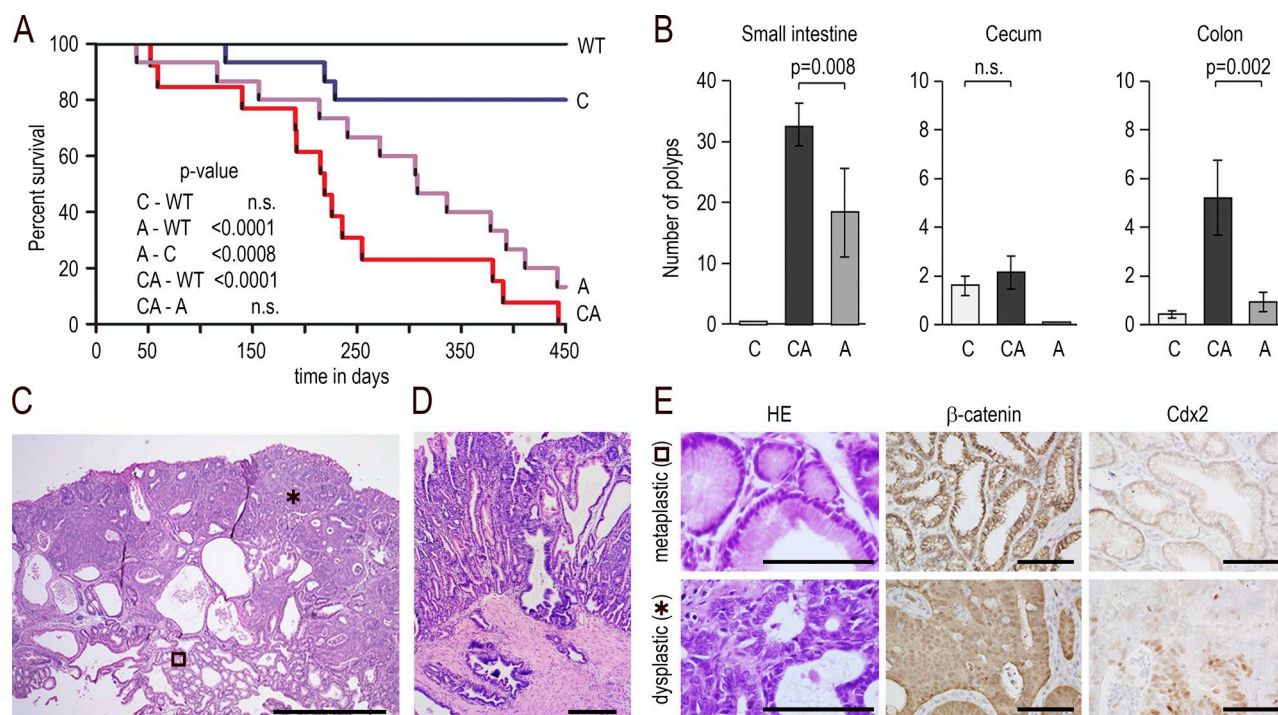 A
100
80
60
40
20
0
Percent survival
WT
C
A
CA
p-value
C - WT n.s.
A - WT <0.0001
A - C <0.0008
CA - WT <0.0001
CA - A n.s.
0 50 150 250 350 450
time in days
B
Small intestine
p=0.008
40
30
20
10
0
Number of polyps
C CA A
Cecum
n.s.
10
8
6
4
2
0
C CA A
Colon
p=0.002
10
8
6
4
2
0
C CA A
C
*
D
E
HE β-catenin Cdx2
metaplastic (□)
dysplastic (*)